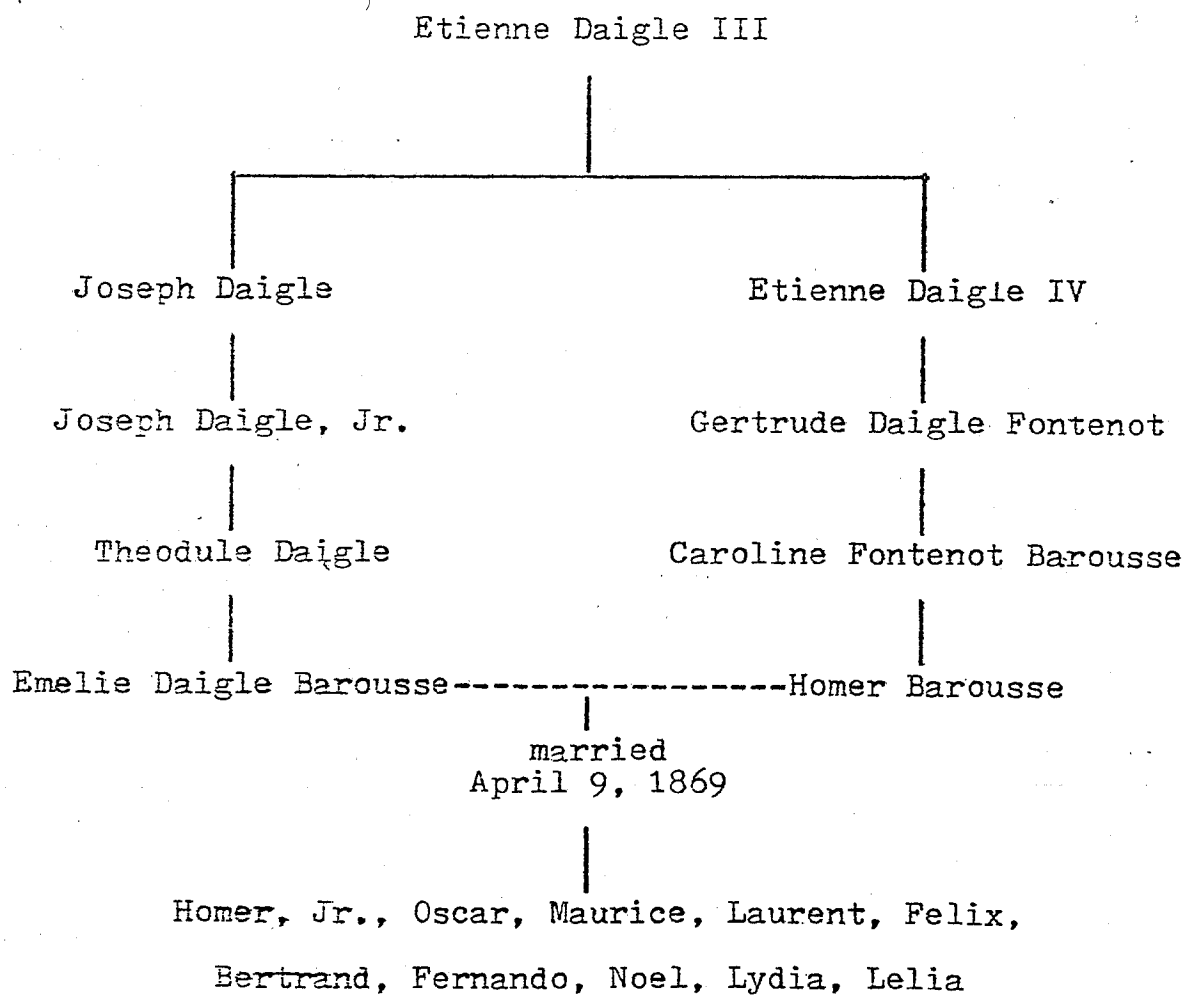 Etienne Daigle III
Joseph Daigle Etienne Daigle IV
Joseph Daigle, Jr. Gertrude Daigle Fontenot
Theodule Daigle Caroline Fontenot Barousse
Emelie Daigle Barousse------------------Homer Barousse
married
April 9, 1869
Homer, Jr., Oscar, Maurice, Laurent, Felix,
Bertrand, Fernando, Noel, Lydia, Lelia